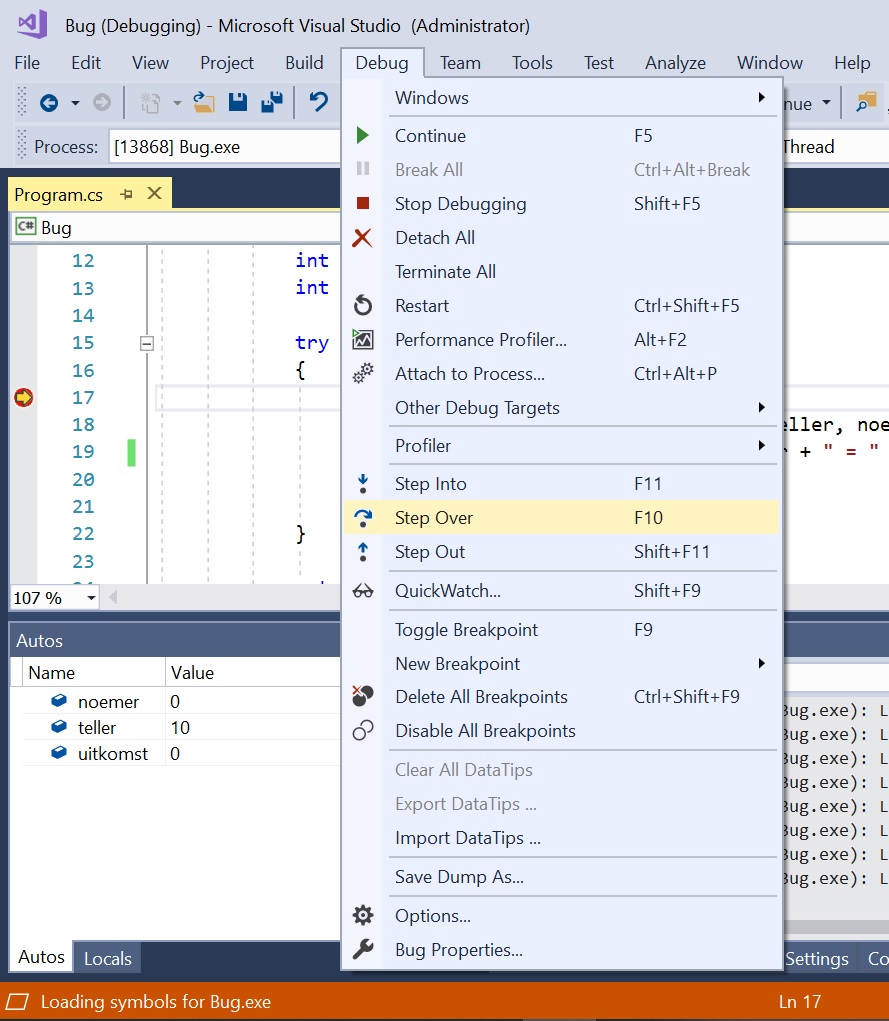 Bug (Debugging) - Microsoft Visual Studio (Administrator)
File Edit View Project Build Debug Team Tools Test Analyze Window Help
nue
Process: [13868] Bug.exe
Thread
Program.cs
C# Bug
12 int
13 int
14
15 try
16 {
17
18 eller, noe
19 + " = "
20
21
22 }
23
107 %
Windows
Continue F5
Break All Ctrl+Alt+Break
Stop Debugging Shift+F5
Detach All
Terminate All
Restart Ctrl+Shift+F5
Performance Profiler... Alt+F2
Attach to Process... Ctrl+Alt+P
Other Debug Targets
Profiler
Step Into F11
Step Over F10
Step Out Shift+F11
QuickWatch... Shift+F9
Toggle Breakpoint F9
New Breakpoint
Delete All Breakpoints Ctrl+Shift+F9
Disable All Breakpoints
Clear All DataTips
Export DataTips ...
Import DataTips ...
Save Dump As...
Options...
Bug Properties...
Autos
Name Value
noemer 0
teller 10
uitkomst 0
Bug.exe): L
Bug.exe): L
Bug.exe): L
Bug.exe): L
Bug.exe): L
Bug.exe): L
Bug.exe): L
Bug.exe): L
Autos Locals
Settings Co
Loading symbols for Bug.exe Ln 17